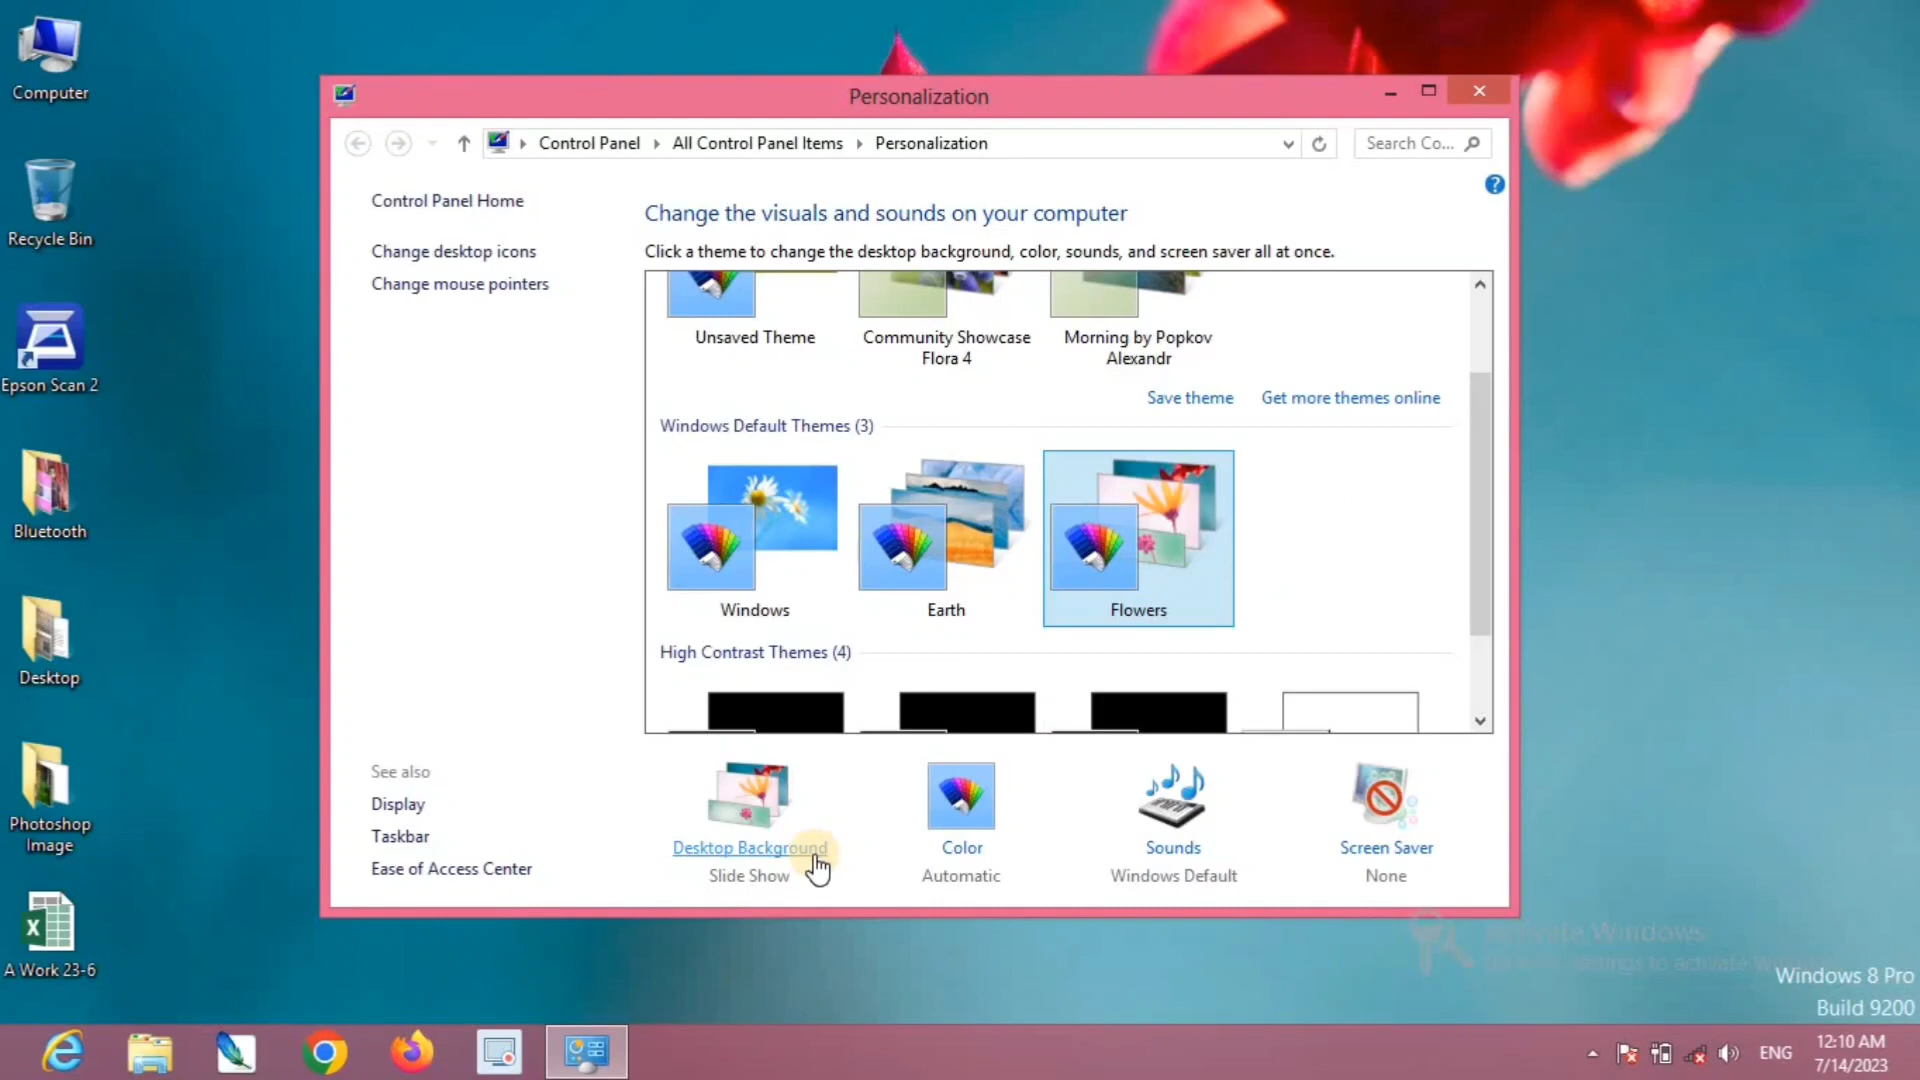 Computer
Recycle Bin
Epson Scan 2
Bluetooth
Desktop
Photoshop
Image
A Work 23-6
Personalization
Control Panel
All Control Panel Items
Personalization
Search Co...
Control Panel Home
Change desktop icons
Change mouse pointers
See also
Display
Taskbar
Ease of Access Center
Change the visuals and sounds on your computer
Click a theme to change the desktop background, color, sounds, and screen saver all at once.
Unsaved Theme
Community Showcase
Flora 4
Morning by Popkov
Alexandr
Save theme
Get more themes online
Windows Default Themes (3)
Windows
Earth
Flowers
High Contrast Themes (4)
Desktop Background
Slide Show
Color
Automatic
Sounds
Windows Default
Screen Saver
None
Activate Windows
settings to activate
Windows 8 Pro
Build 9200
ENG
12:10 AM
7/14/2023